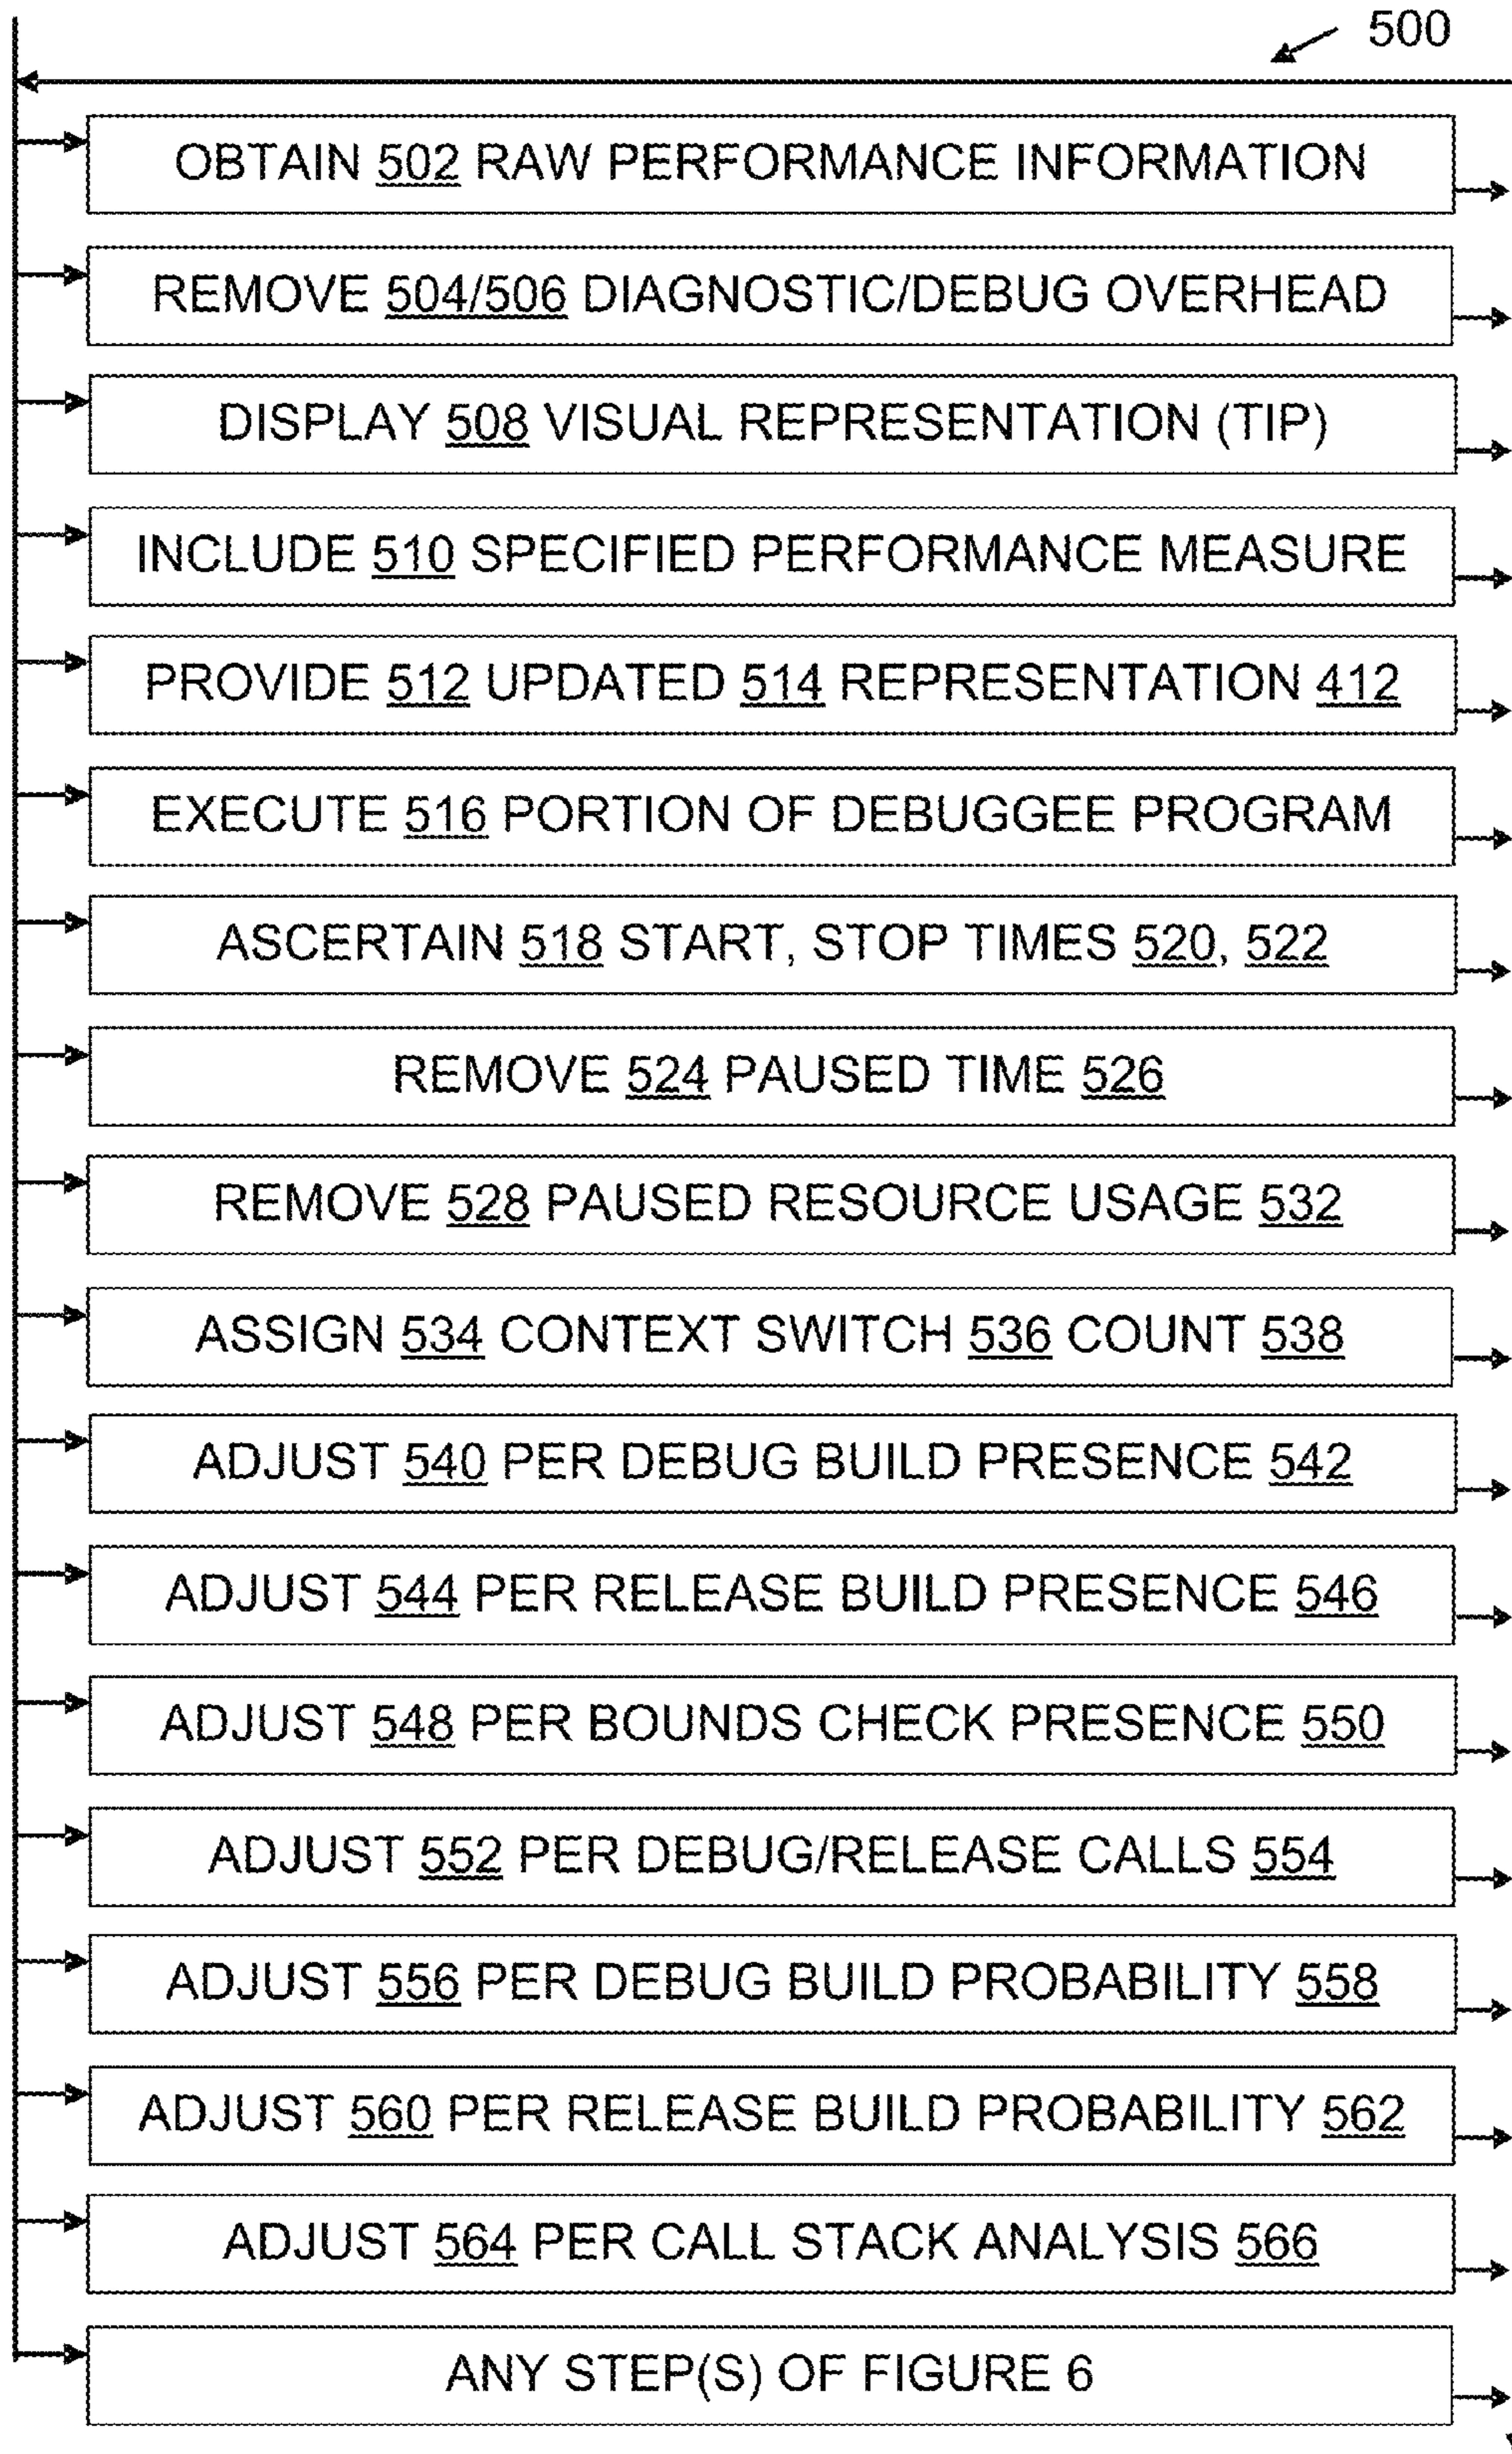 500
OBTAIN 502 RAW PERFORMANCE INFORMATION
REMOVE 504/506 DIAGNOSTIC/DEBUG OVERHEAD
DISPLAY 508 VISUAL REPRESENTATION (TIP)
INCLUDE 510 SPECIFIED PERFORMANCE MEASURE
PROVIDE 512 UPDATED 514 REPRESENTATION 412
EXECUTE 516 PORTION OF DEBUGGEE PROGRAM
ASCERTAIN 518 START, STOP TIMES 520, 522
REMOVE 524 PAUSED TIME 526
REMOVE 528 PAUSED RESOURCE USAGE 532
ASSIGN 534 CONTEXT SWITCH 536 COUNT 538
ADJUST 540 PER DEBUG BUILD PRESENCE 542
ADJUST 544 PER RELEASE BUILD PRESENCE 546
ADJUST 548 PER BOUNDS CHECK PRESENCE 550
ADJUST 552 PER DEBUG/RELEASE CALLS 554
ADJUST 556 PER DEBUG BUILD PROBABILITY 558
ADJUST 560 PER RELEASE BUILD PROBABILITY 562
ADJUST 564 PER CALL STACK ANALYSIS 566
ANY STEP(S) OF FIGURE 6